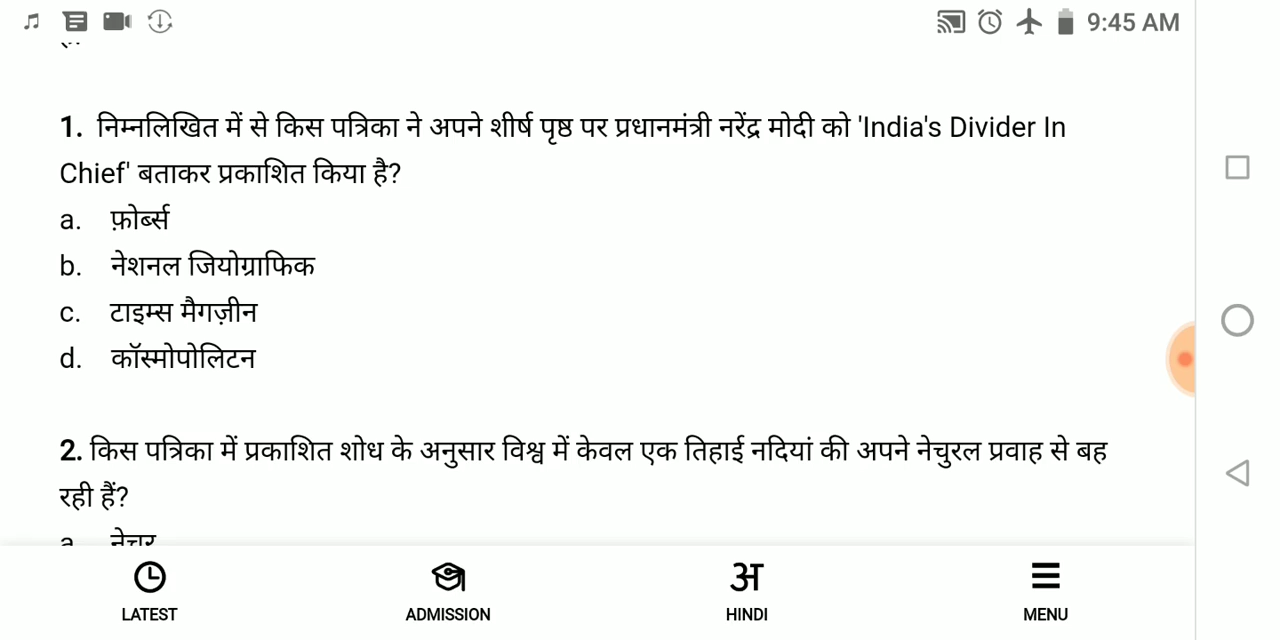 9:45 AM
1. निम्नलिखित में से किस पत्रिका ने अपने शीर्ष पृष्ठ पर प्रधानमंत्री नरेंद्र मोदी को 'India's Divider In
Chief' बताकर प्रकाशित किया है?
a. फ़ोर्ब्स
b. नेशनल जियोग्राफिक
c. टाइम्स मैगज़ीन
d. कॉस्मोपोलिटन
2. किस पत्रिका में प्रकाशित शोध के अनुसार विश्व में केवल एक तिहाई नदियां की अपने नेचुरल प्रवाह से बह
रही हैं?
a. नेचर
अ
LATEST ADMISSION HINDI MENU